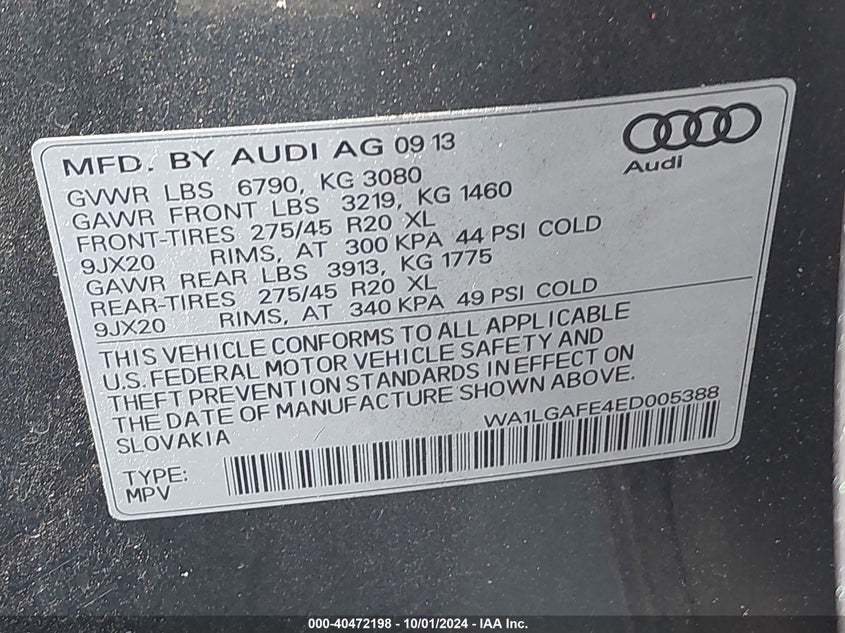 MFD. BY AUDI AG 09 13
Audi
GVWR LBS 6790, KG 3080
GAWR FRONT LBS 3219, KG 1460
FRONT-TIRES 275/45 R20 XL
9JX20 RIMS, AT 300 KPA 44 PSI COLD
GAWR REAR LBS 3913, KG 1775
REAR-TIRES 275/45 R20 XL
9JX20 RIMS, AT 340 KPA 49 PSI COLD
THIS VEHICLE CONFORMS TO ALL APPLICABLE
U.S. FEDERAL MOTOR VEHICLE SAFETY AND
THEFT PREVENTION STANDARDS IN EFFECT ON
THE DATE OF MANUFACTURE SHOWN ABOVE.
SLOVAKIA
WA1LGAFE4ED005388
TYPE:
MPV
000-40472198 - 10/01/2024 - IAA Inc.